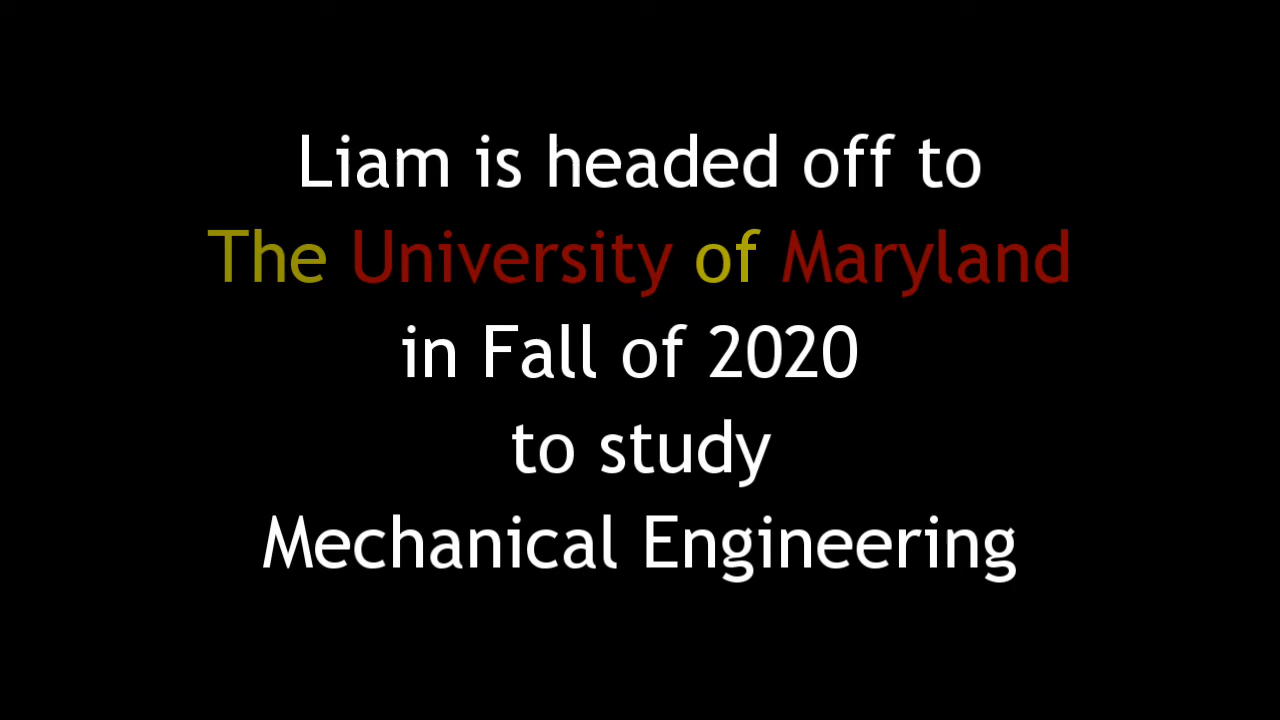 Liam is headed off to
The University of Maryland
in Fall of 2020
to study
Mechanical Engineering